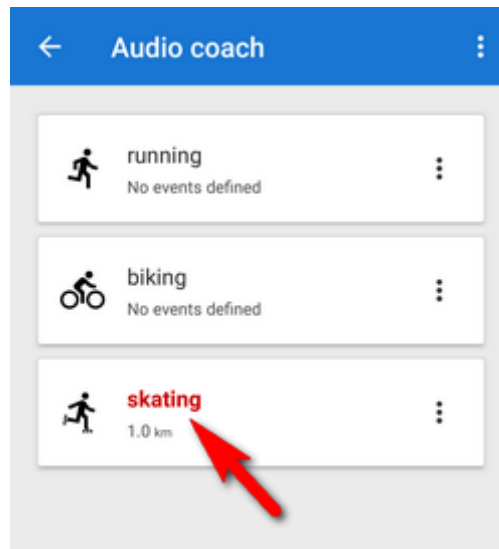 Audio coach
running
No events defined
biking
No events defined
skating
1.0 km